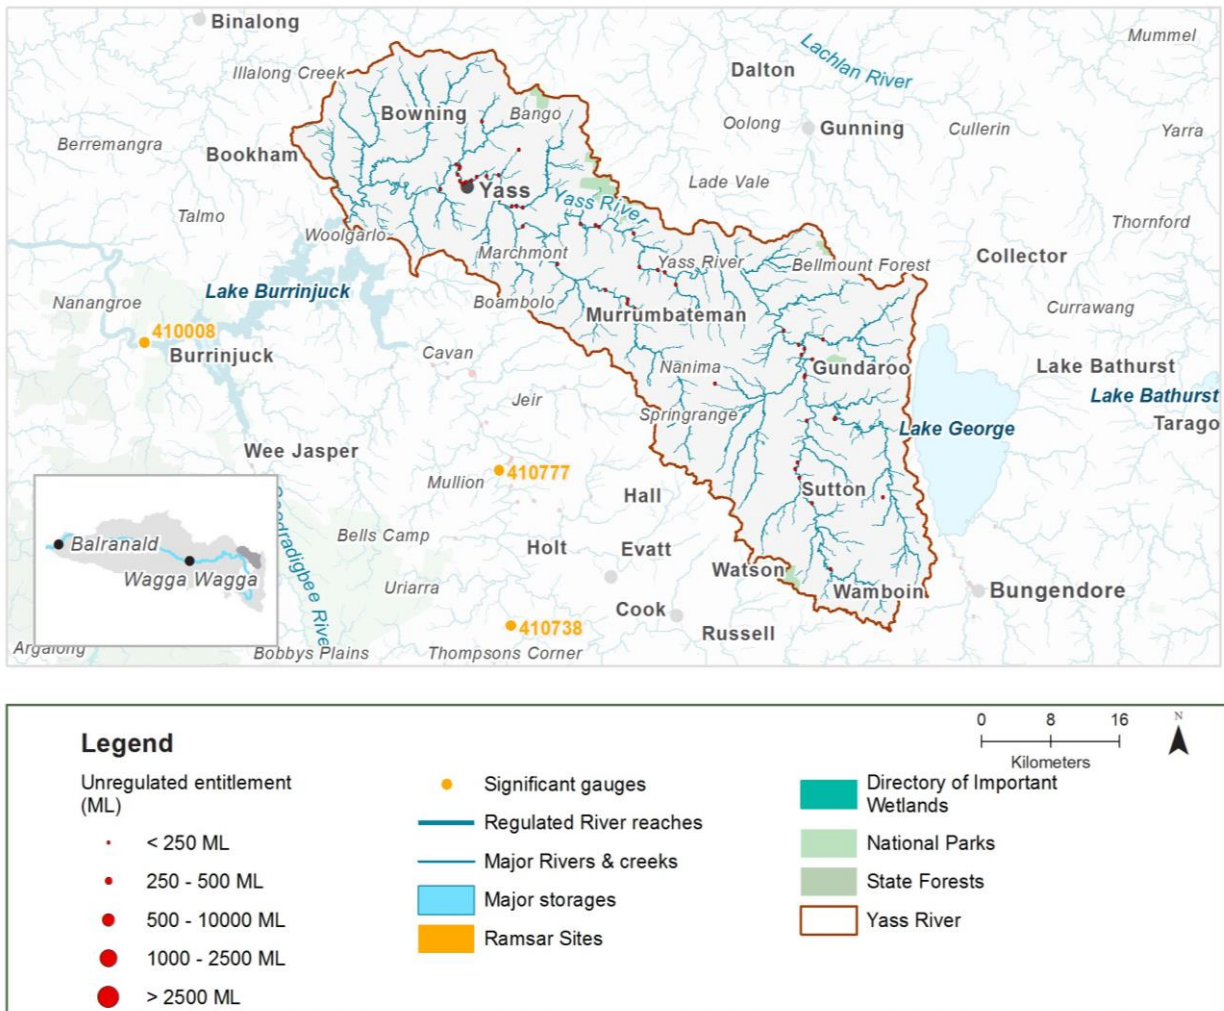 Binalong
Mummel
Lachlan River
Illalong Creek
Dalton
Bowning
Bango
Oolong
Gunning
Cullerin
Yarra
Berremangra
Bookham
Lade Vale
Yass
Talmo
Yass River
Thornford
Woolgarlo
Marchmont
Yass River
Bellmount Forest
Collector
Nanangroe
Lake Burrinjuck
Boambolo
Currawang
410008
Murrumbateman
Burrinjuck
Cavan
Nanima
Gundaroo
Lake Bathurst
Jeir
Lake Bathurst
Springrange
Lake George
Tarago
Wee Jasper
Mullion
410777
Hall
Sutton
Goodradigbee River
Bells Camp
Holt
Evatt
Balranald
Wagga Wagga
Watson
Uriarra
Wamboin
Bungendore
Cook
410738
Russell
Argalong
Bobbys Plains
Thompsons Corner
Legend
0 8 16
Kilometers
N
Unregulated entitlement
(ML)
< 250 ML
250 - 500 ML
500 - 10000 ML
1000 - 2500 ML
> 2500 ML
Significant gauges
Regulated River reaches
Major Rivers & creeks
Major storages
Ramsar Sites
Directory of Important
Wetlands
National Parks
State Forests
Yass River